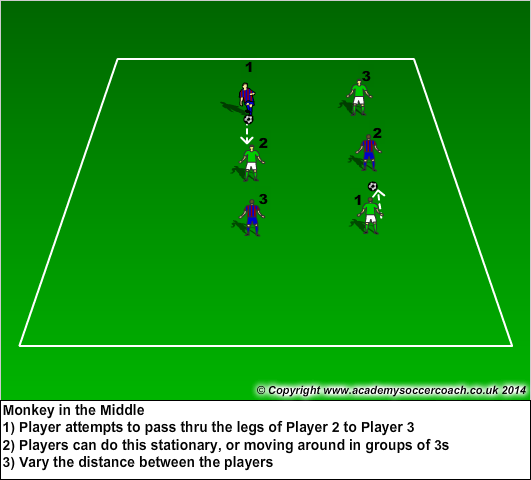 1
3
2
2
3
1
© Copyright www.academysoccercoach.co.uk 2014
Monkey in the Middle
1) Player attempts to pass thru the legs of Player 2 to Player 3
2) Players can do this stationary, or moving around in groups of 3s
3) Vary the distance between the players